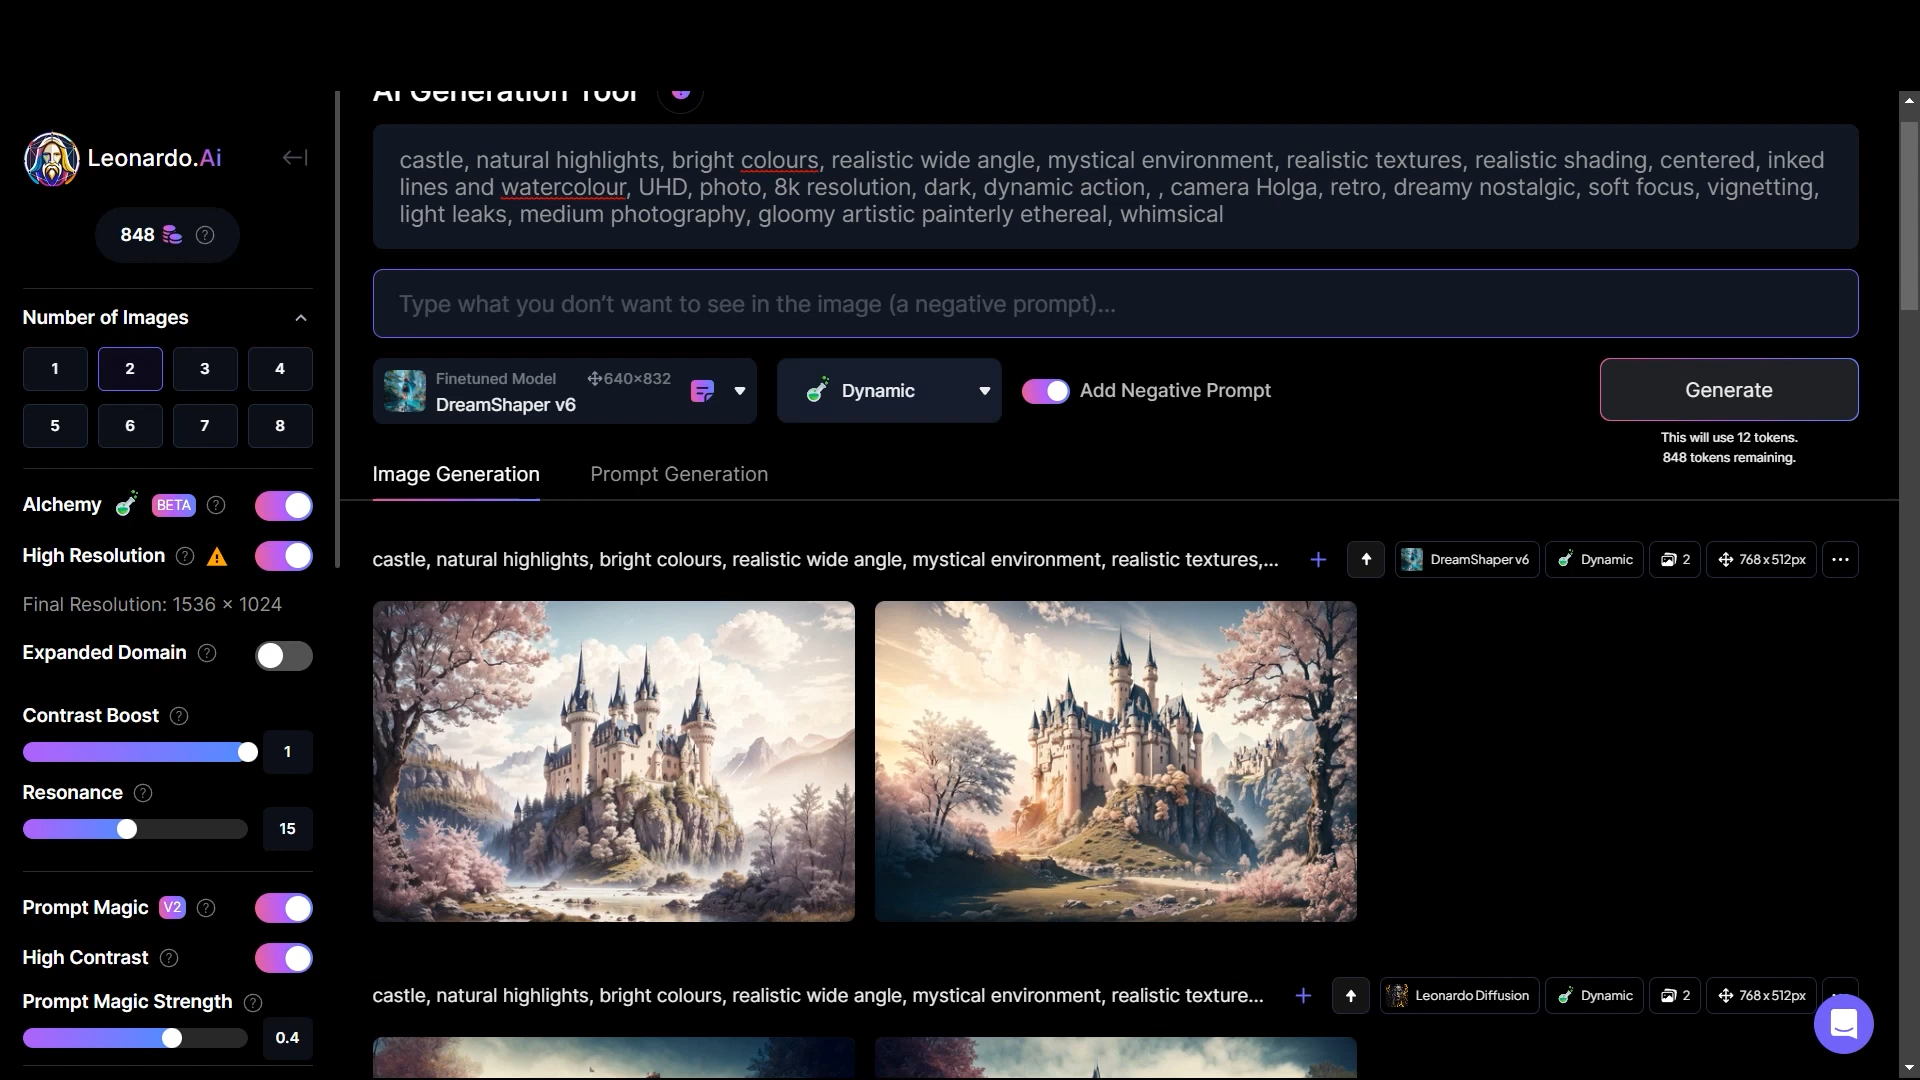 AI Generation Tool
Leonardo.Ai
848
Number of Images
1 2 3 4
5 6 7 8
Alchemy BETA
High Resolution
Final Resolution: 1536 × 1024
Expanded Domain
Contrast Boost
1
Resonance
15
Prompt Magic V2
High Contrast
Prompt Magic Strength
0.4
castle, natural highlights, bright colours, realistic wide angle, mystical environment, realistic textures, realistic shading, centered, inked
lines and watercolour, UHD, photo, 8k resolution, dark, dynamic action, , camera Holga, retro, dreamy nostalgic, soft focus, vignetting,
light leaks, medium photography, gloomy artistic painterly ethereal, whimsical
Type what you don't want to see in the image (a negative prompt)...
Finetuned Model 640×832
DreamShaper v6
Dynamic
Add Negative Prompt
Generate
This will use 12 tokens.
848 tokens remaining.
Image Generation Prompt Generation
castle, natural highlights, bright colours, realistic wide angle, mystical environment, realistic textures,... DreamShaper v6 Dynamic 2 768 x 512px
castle, natural highlights, bright colours, realistic wide angle, mystical environment, realistic texture... Leonardo Diffusion Dynamic 2 768 x 512px